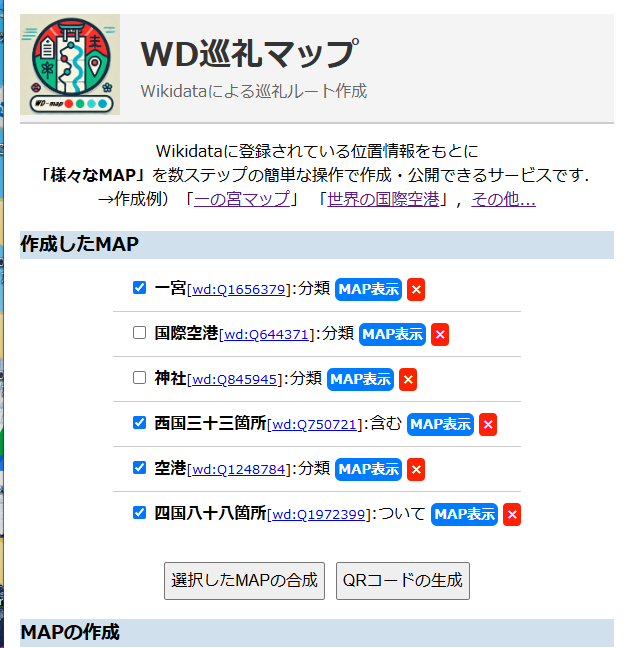 WD-map
WD巡礼マップ
Wikidataによる巡礼ルート作成
Wikidataに登録されている位置情報をもとに
「様々なMAP」を数ステップの簡単な操作で作成・公開できるサービスです.
→作成例）「一の宮マップ」 「世界の国際空港」, その他...
作成したMAP
一宮[wd:Q1656379]:分類 MAP表示 ×
国際空港[wd:Q644371]:分類 MAP表示 ×
神社[wd:Q845945]:分類 MAP表示 ×
西国三十三箇所[wd:Q750721]:含む MAP表示 ×
空港[wd:Q1248784]:分類 MAP表示 ×
四国八十八箇所[wd:Q1972399]:ついて MAP表示 ×
選択したMAPの合成 QRコードの生成
MAPの作成